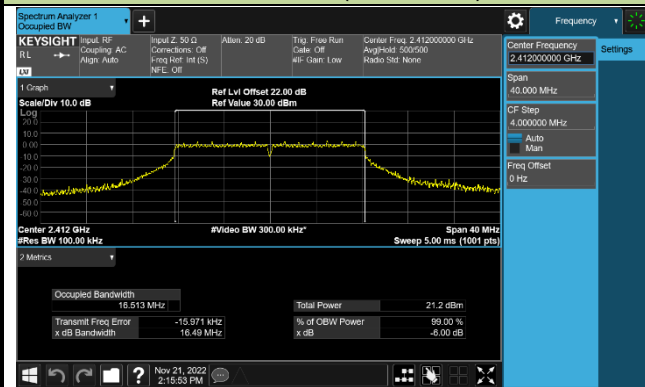 Spectrum Analyzer 1
Occupied BW
Frequency
KEYSIGHT
Input: RF
Coupling: AC
Align: Auto
Input Z: 50 Ω
Corrections: Off
Freq Ref: Int (S)
NFE: Off
Atten: 20 dB
Trig: Free Run
Gate: Off
#IF Gain: Low
Center Freq: 2.412000000 GHz
Avg|Hold: 500/500
Radio Std: None
RL
LXI
Center Frequency
2.412000000 GHz
Settings
Span
40.000 MHz
CF Step
4.000000 MHz
Auto
Man
Freq Offset
0 Hz
1 Graph
Scale/Div 10.0 dB
Ref Lvl Offset 22.00 dB
Ref Value 30.00 dBm
Log
20.0
10.0
0.00
-10.0
-20.0
-30.0
-40.0
-50.0
-60.0
Center 2.412 GHz
#Video BW 300.00 kHz*
Span 40 MHz
#Res BW 100.00 kHz
Sweep 5.00 ms (1001 pts)
2 Metrics
Occupied Bandwidth
16.513 MHz
Total Power
21.2 dBm
Transmit Freq Error
-15.971 kHz
% of OBW Power
99.00 %
x dB Bandwidth
16.49 MHz
x dB
-6.00 dB
?
Nov 21, 2022
2:15:53 PM